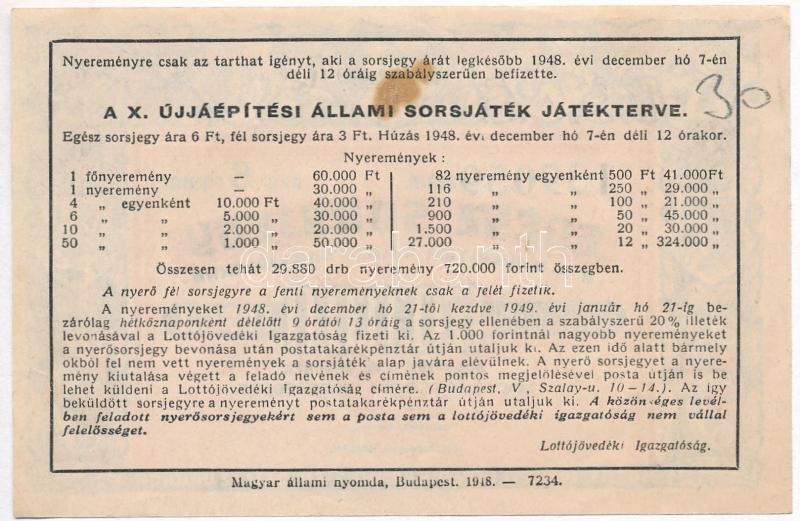 Nyereményre csak az tarthat igényt, aki a sorsjegy árát legkésőbb 1948. évi december hó 7-én
déli 12 óráig szabályszerűen befizette.
30
A X. ÚJJÁÉPÍTÉSI ÁLLAMI SORSJÁTÉK JÁTÉKTERVE.
Egész sorsjegy ára 6 Ft, fél sorsjegy ára 3 Ft. Húzás 1948. évi december hó 7-én déli 12 órakor.
Nyeremények :
1 főnyeremény — 60.000 Ft
1 nyeremény — 30.000 „
4 „ egyenként 10.000 Ft 40.000 „
6 „ „ 5.000 „ 30.000 „
10 „ „ 2.000 „ 20.000 „
50 „ „ 1.000 „ 50.000 „
82 nyeremény egyenként 500 Ft 41.000 Ft
116 „ „ 250 „ 29.000 „
210 „ „ 100 „ 21.000 „
900 „ „ 50 „ 45.000 „
1.500 „ „ 20 „ 30.000 „
27.000 „ „ 12 „ 324.000 „
Összesen tehát 29.880 drb nyeremény 720.000 forint összegben.
A nyerő fél sorsjegyre a fenti nyereményeknek csak a felét fizetik.
A nyereményeket 1948. évi december hó 21-től kezdve 1949. évi január hó 21-ig be-
zárólag hétköznaponként délelőtt 9 órától 13 óráig a sorsjegy ellenében a szabályszerű 20% illeték
levonásával a Lottójövedéki Igazgatóság fizeti ki. Az 1.000 forintnál nagyobb nyereményeket
a nyerősorsjegy bevonása után postatakarékpénztár útján utaljuk ki. Az ezen idő alatt bármely
okból fel nem vett nyeremények a sorsjáték alap javára elévülnek. A nyerő sorsjegyet a nyere-
mény kiutalása végett a feladó nevének és címének pontos megjelölésével posta útján is be
lehet küldeni a Lottójövedéki Igazgatóság címére. (Budapest, V., Szalay-u. 10-14.). Az így
beküldött sorsjegyre a nyereményt postatakarékpénztár útján utaljuk ki. A közönséges levél-
ben feladott nyerősorsjegyekért sem a posta sem a lottójövedéki igazgatóság nem vállal
felelősséget.
Lottójövedéki Igazgatóság.
Magyar állami nyomda, Budapest. 1948. — 7234.
darabanth